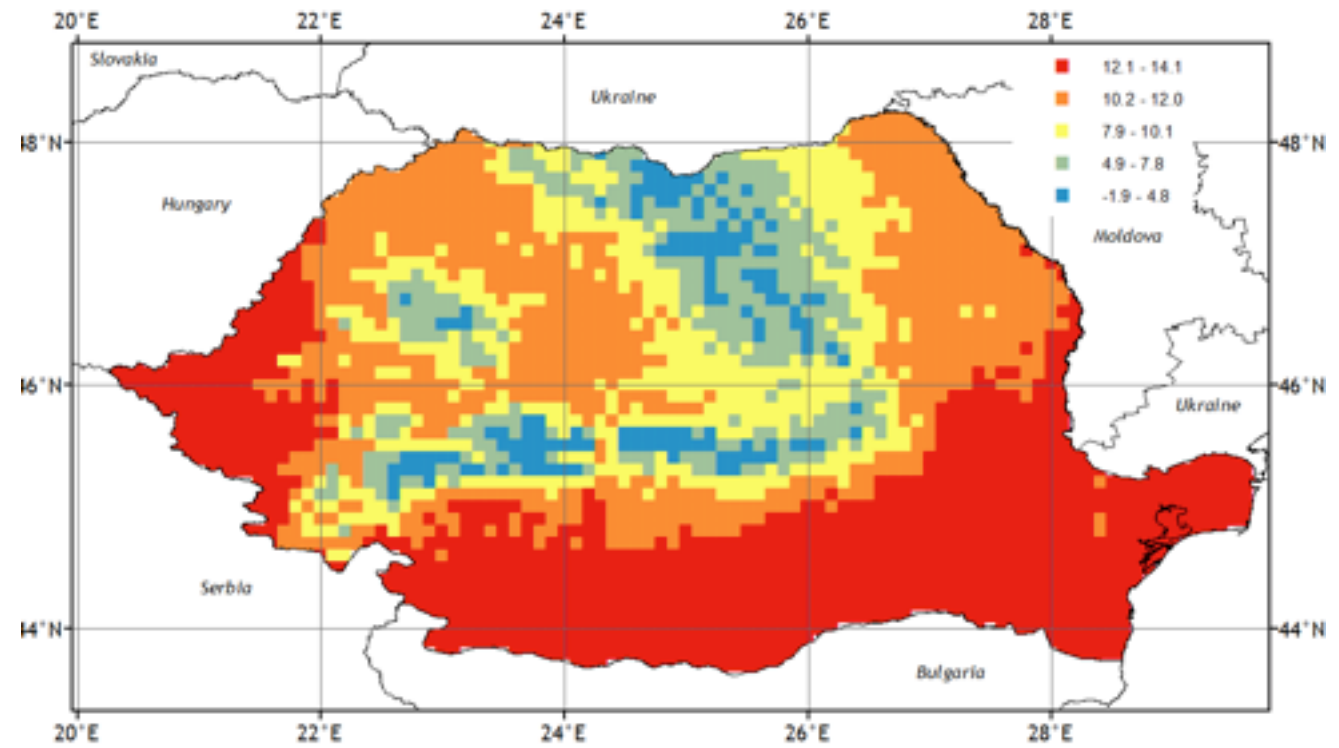 20°E 22°E 24°E 26°E 28°E
Slovakia
12.1 - 14.1
Ukraine
10.2 - 12.0
7.9 - 10.1
48°N 48°N
4.9 - 7.8
-1.9 - 4.8
Hungary
Moldova
46°N 46°N
Ukraine
Serbia
44°N 44°N
Bulgaria
20°E 22°E 24°E 26°E 28°E